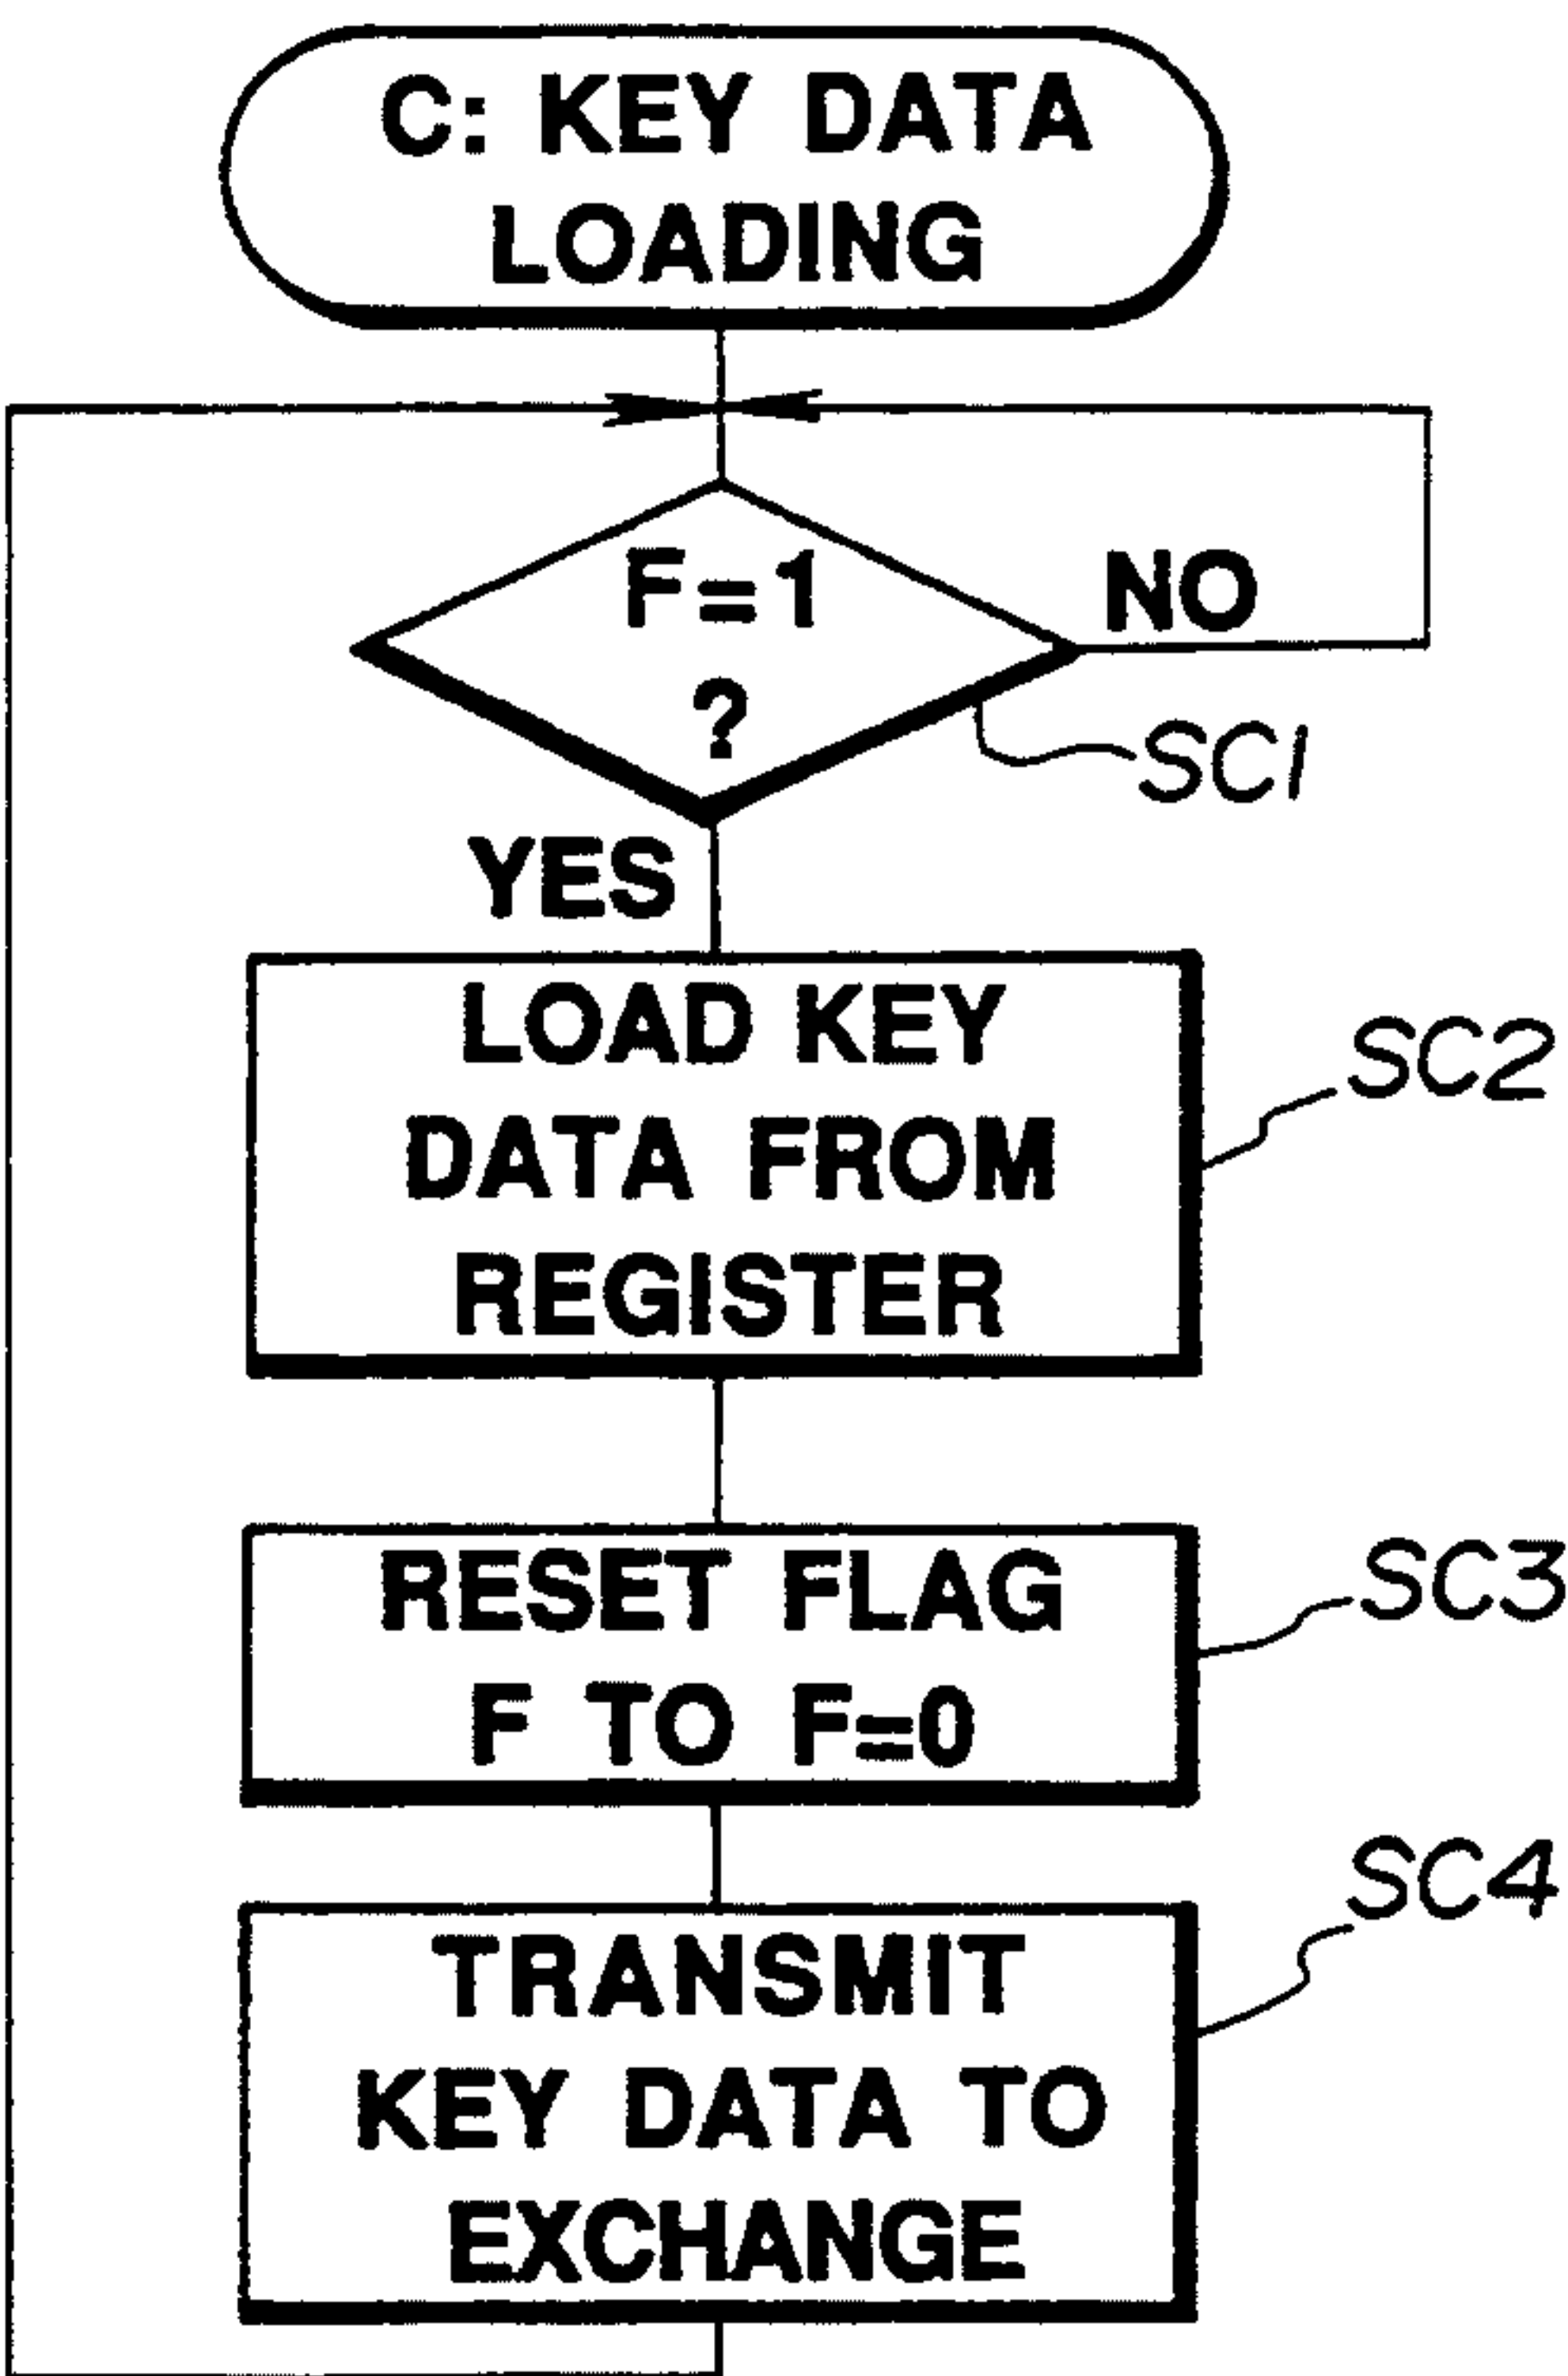 C: KEY DATA
LOADING
F=1
?
NO
SC1
YES
LOAD KEY
DATA FROM
REGISTER
SC2
RESET FLAG
F TO F=0
SC3
TRANSMIT
KEY DATA TO
EXCHANGE
SC4